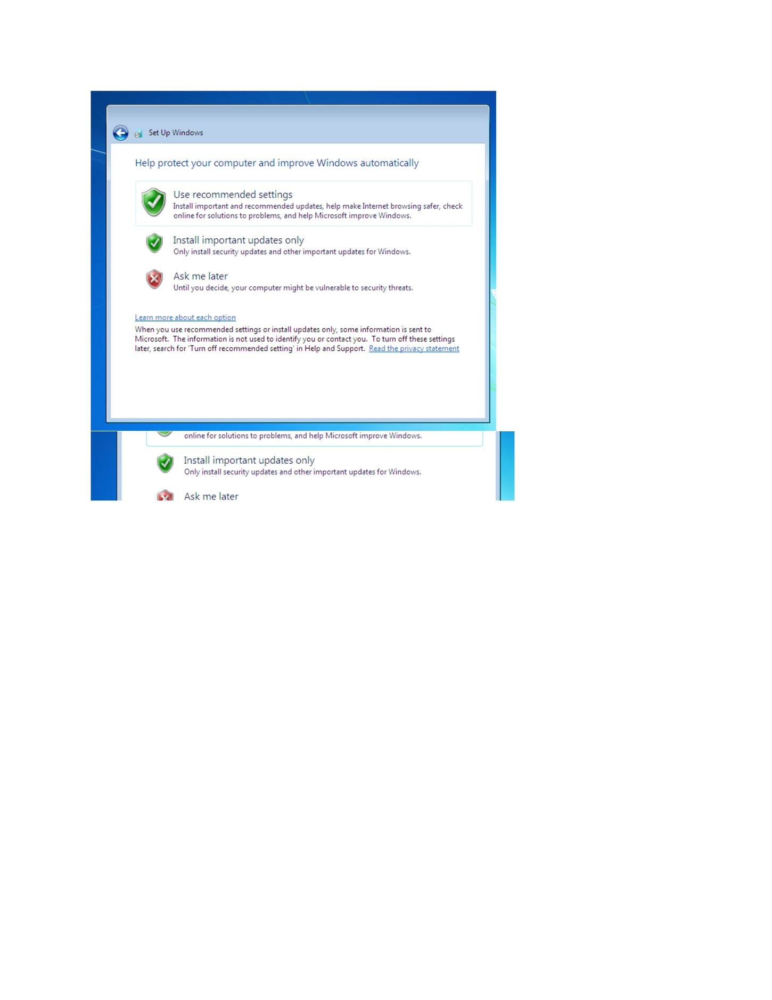 Set Up Windows
Help protect your computer and improve Windows automatically
Use recommended settings
Install important and recommended updates, help make Internet browsing safer, check
online for solutions to problems, and help Microsoft improve Windows.
Install important updates only
Only install security updates and other important updates for Windows.
Ask me later
Until you decide, your computer might be vulnerable to security threats.
Learn more about each option
When you use recommended settings or install updates only, some information is sent to
Microsoft.  The information is not used to identify you or contact you.  To turn off these settings
later, search for 'Turn off recommended setting' in Help and Support.  Read the privacy statement
online for solutions to problems, and help Microsoft improve Windows.
Install important updates only
Only install security updates and other important updates for Windows.
Ask me later